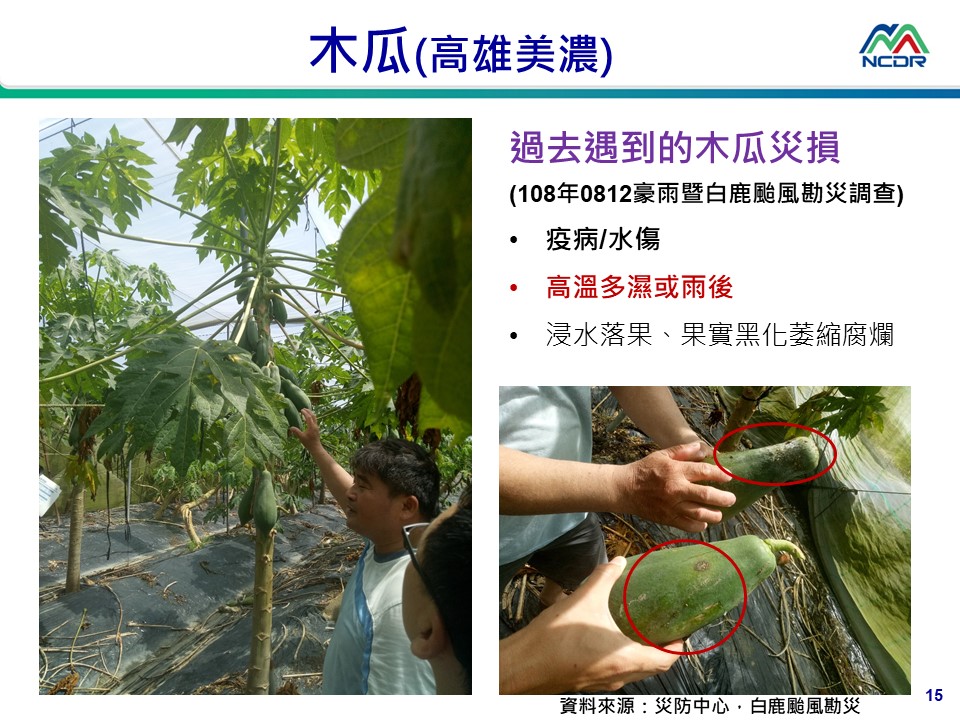 木瓜(高雄美濃)
NCDR
過去遇到的木瓜災損
(108年0812豪雨暨白鹿颱風勘災調查)
• 疫病/水傷
• 高溫多濕或雨後
• 浸水落果、果實黑化萎縮腐爛
資料來源：災防中心，白鹿颱風勘災
15